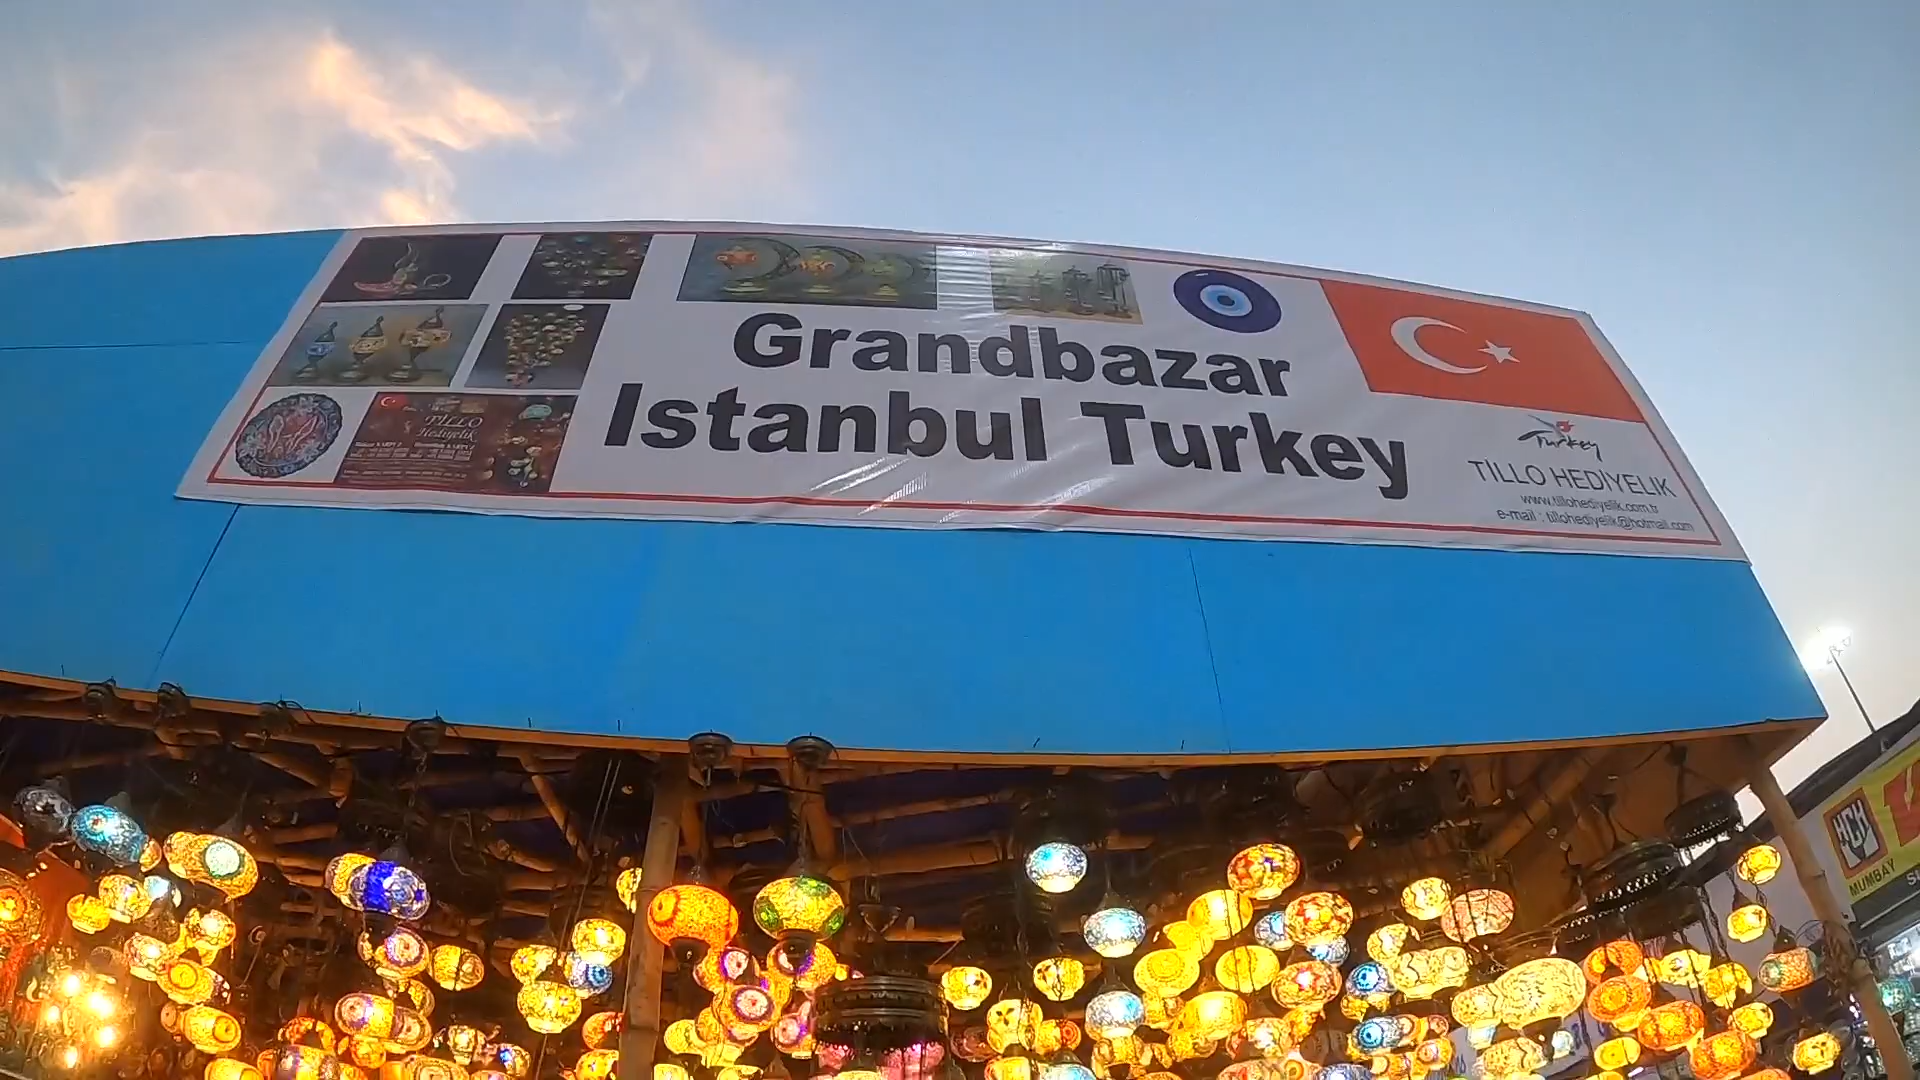 Grandbazar
Istanbul Turkey
TİLLO
Hediyelik
Turkey
TİLLO HEDİYELİK
www.tillohediyelik.com.tr
e-mail : tillohediyelik@hotmail.com
MUMBAY